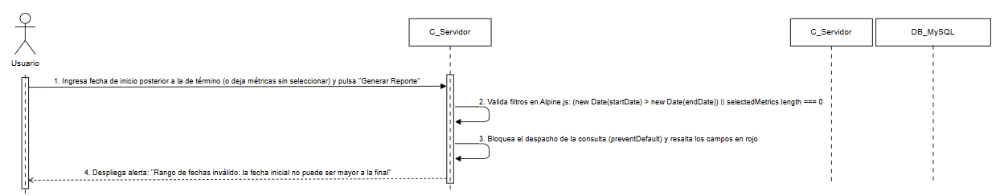 C_Servidor
C_Servidor
DB_MySQL
Usuario
1. Ingresa fecha de inicio posterior a la de término (o deja métricas sin seleccionar) y pulsa "Generar Reporte"
2. Valida filtros en Alpine.js: (new Date(startDate) > new Date(endDate)) || selectedMetrics.length === 0
3. Bloquea el despacho de la consulta (preventDefault) y resalta los campos en rojo
4. Despliega alerta: "Rango de fechas inválido: la fecha inicial no puede ser mayor a la final"